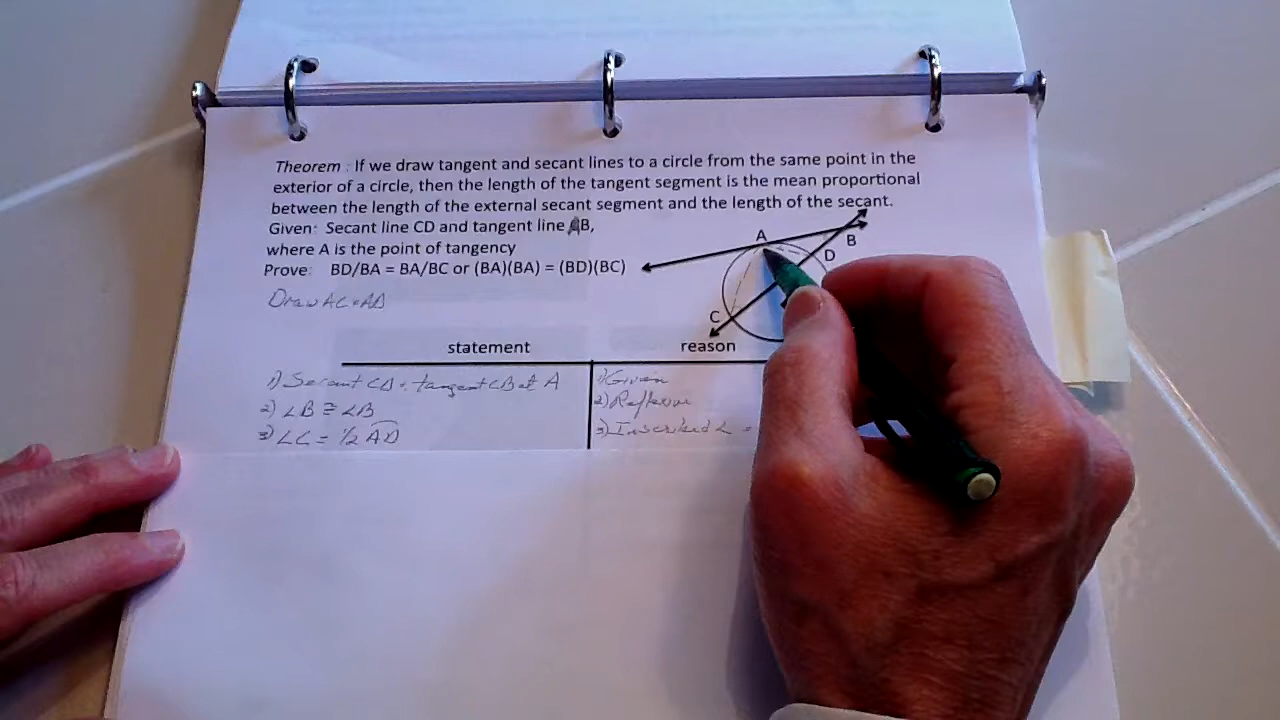 Theorem : If we draw tangent and secant lines to a circle from the same point in the
exterior of a circle, then the length of the tangent segment is the mean proportional
between the length of the external secant segment and the length of the secant.
Given: Secant line CD and tangent line AB,
where A is the point of tangency
Prove: BD/BA = BA/BC or (BA)(BA) = (BD)(BC)
A
B
D
C
Draw AC + AD
statement reason
1) Secant CD + tangent at A 1) Given
2) ∠B ≅ ∠B 2) Reflexive
3) ∠C = 1/2 AD 3) Inscribed ∠ =